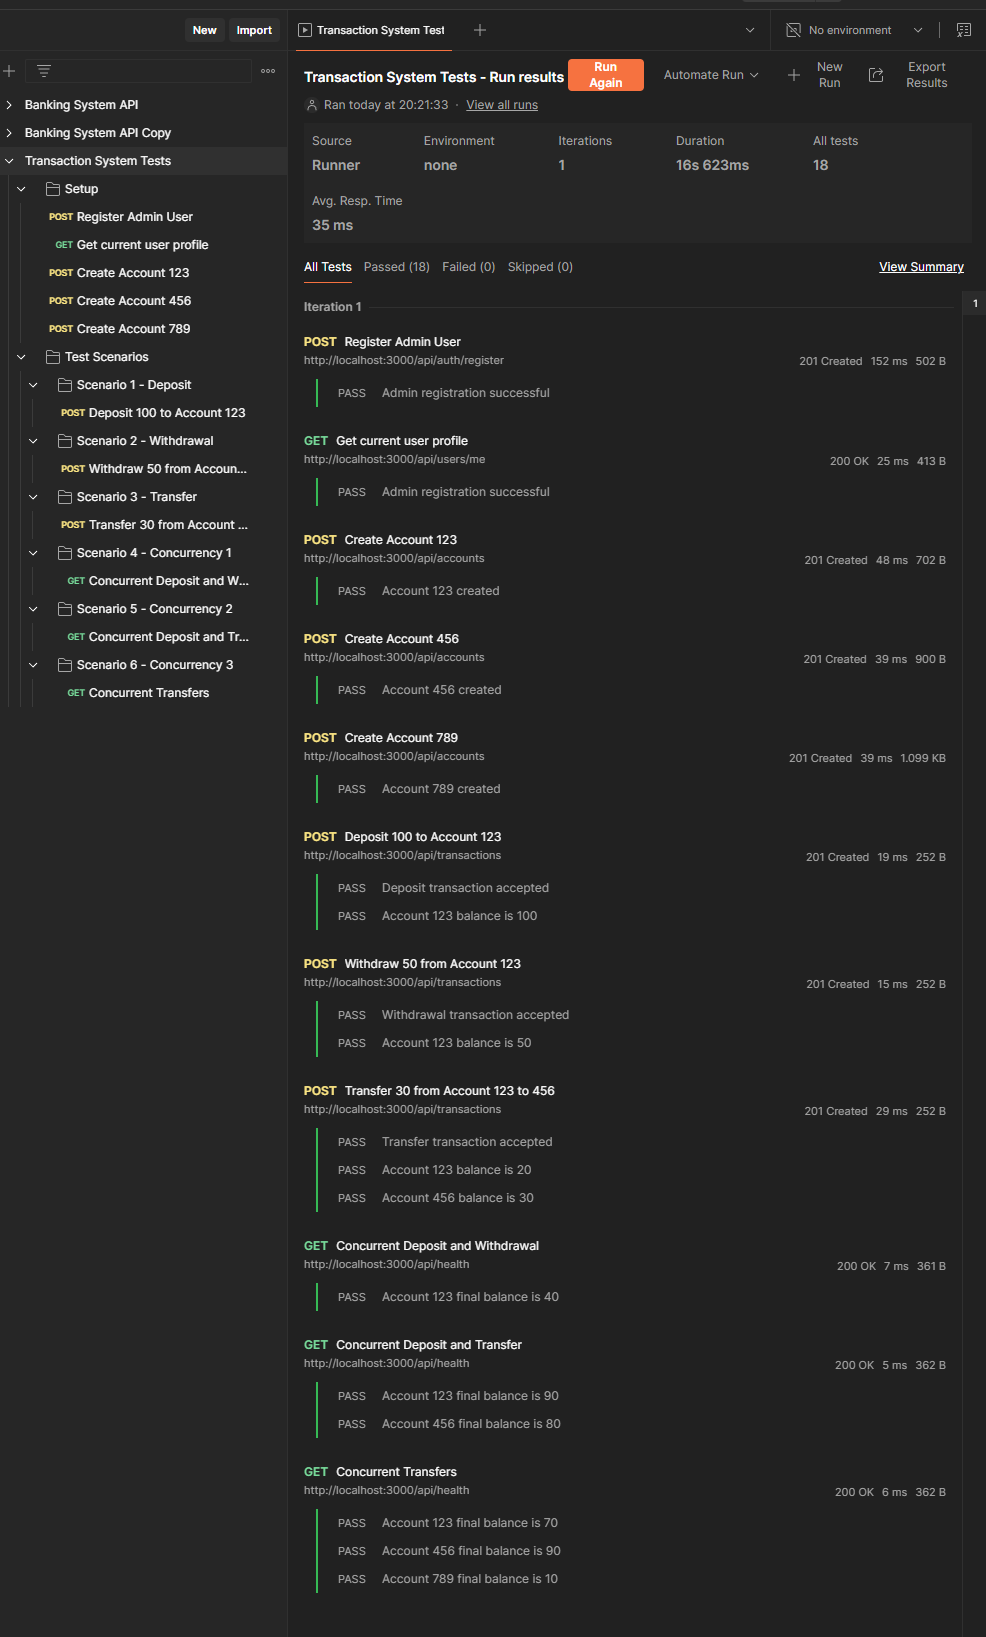 New
Import
Banking System API
Banking System API Copy
Transaction System Tests
Setup
POST Register Admin User
GET Get current user profile
POST Create Account 123
POST Create Account 456
POST Create Account 789
Test Scenarios
Scenario 1 - Deposit
POST Deposit 100 to Account 123
Scenario 2 - Withdrawal
POST Withdraw 50 from Accoun...
Scenario 3 - Transfer
POST Transfer 30 from Account ...
Scenario 4 - Concurrency 1
GET Concurrent Deposit and W...
Scenario 5 - Concurrency 2
GET Concurrent Deposit and Tr...
Scenario 6 - Concurrency 3
GET Concurrent Transfers
Transaction System Test
No environment
Transaction System Tests - Run results
Run
Again
Automate Run
New
Run
Export
Results
Ran today at 20:21:33 · View all runs
Source
Runner
Environment
none
Iterations
1
Duration
16s 623ms
All tests
18
Avg. Resp. Time
35 ms
All Tests Passed (18) Failed (0) Skipped (0)
View Summary
Iteration 1
1
POST Register Admin User
http://localhost:3000/api/auth/register
201 Created 152 ms 502 B
PASS Admin registration successful
GET Get current user profile
http://localhost:3000/api/users/me
200 OK 25 ms 413 B
PASS Admin registration successful
POST Create Account 123
http://localhost:3000/api/accounts
201 Created 48 ms 702 B
PASS Account 123 created
POST Create Account 456
http://localhost:3000/api/accounts
201 Created 39 ms 900 B
PASS Account 456 created
POST Create Account 789
http://localhost:3000/api/accounts
201 Created 39 ms 1.099 KB
PASS Account 789 created
POST Deposit 100 to Account 123
http://localhost:3000/api/transactions
201 Created 19 ms 252 B
PASS Deposit transaction accepted
PASS Account 123 balance is 100
POST Withdraw 50 from Account 123
http://localhost:3000/api/transactions
201 Created 15 ms 252 B
PASS Withdrawal transaction accepted
PASS Account 123 balance is 50
POST Transfer 30 from Account 123 to 456
http://localhost:3000/api/transactions
201 Created 29 ms 252 B
PASS Transfer transaction accepted
PASS Account 123 balance is 20
PASS Account 456 balance is 30
GET Concurrent Deposit and Withdrawal
http://localhost:3000/api/health
200 OK 7 ms 361 B
PASS Account 123 final balance is 40
GET Concurrent Deposit and Transfer
http://localhost:3000/api/health
200 OK 5 ms 362 B
PASS Account 123 final balance is 90
PASS Account 456 final balance is 80
GET Concurrent Transfers
http://localhost:3000/api/health
200 OK 6 ms 362 B
PASS Account 123 final balance is 70
PASS Account 456 final balance is 90
PASS Account 789 final balance is 10